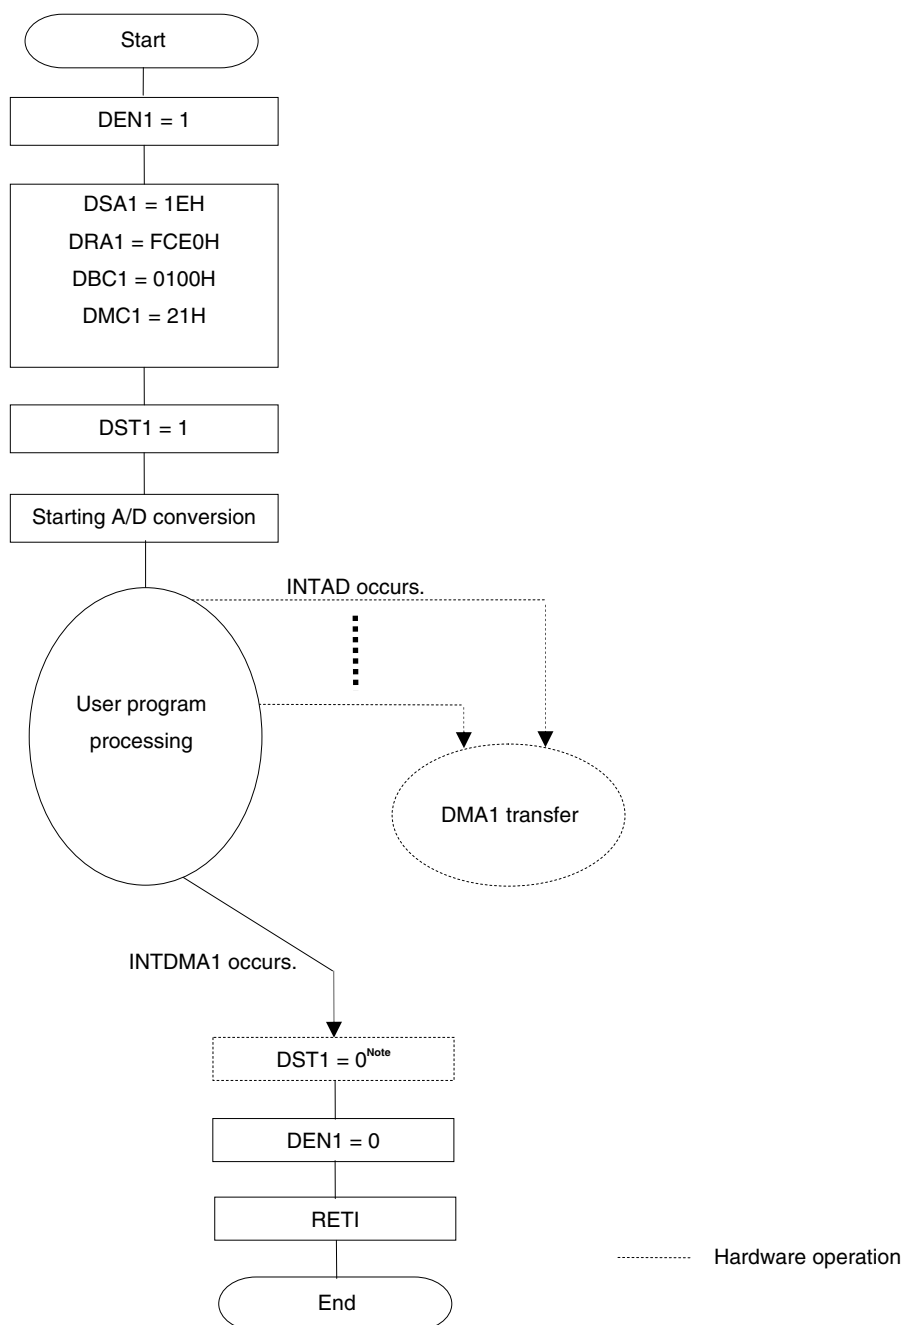 Start
DEN1 = 1
DSA1 = 1EH
DRA1 = FCE0H
DBC1 = 0100H
DMC1 = 21H
DST1 = 1
Starting A/D conversion
INTAD occurs.
User program
processing
DMA1 transfer
INTDMA1 occurs.
DST1 = 0Note
DEN1 = 0
RETI
Hardware operation
End